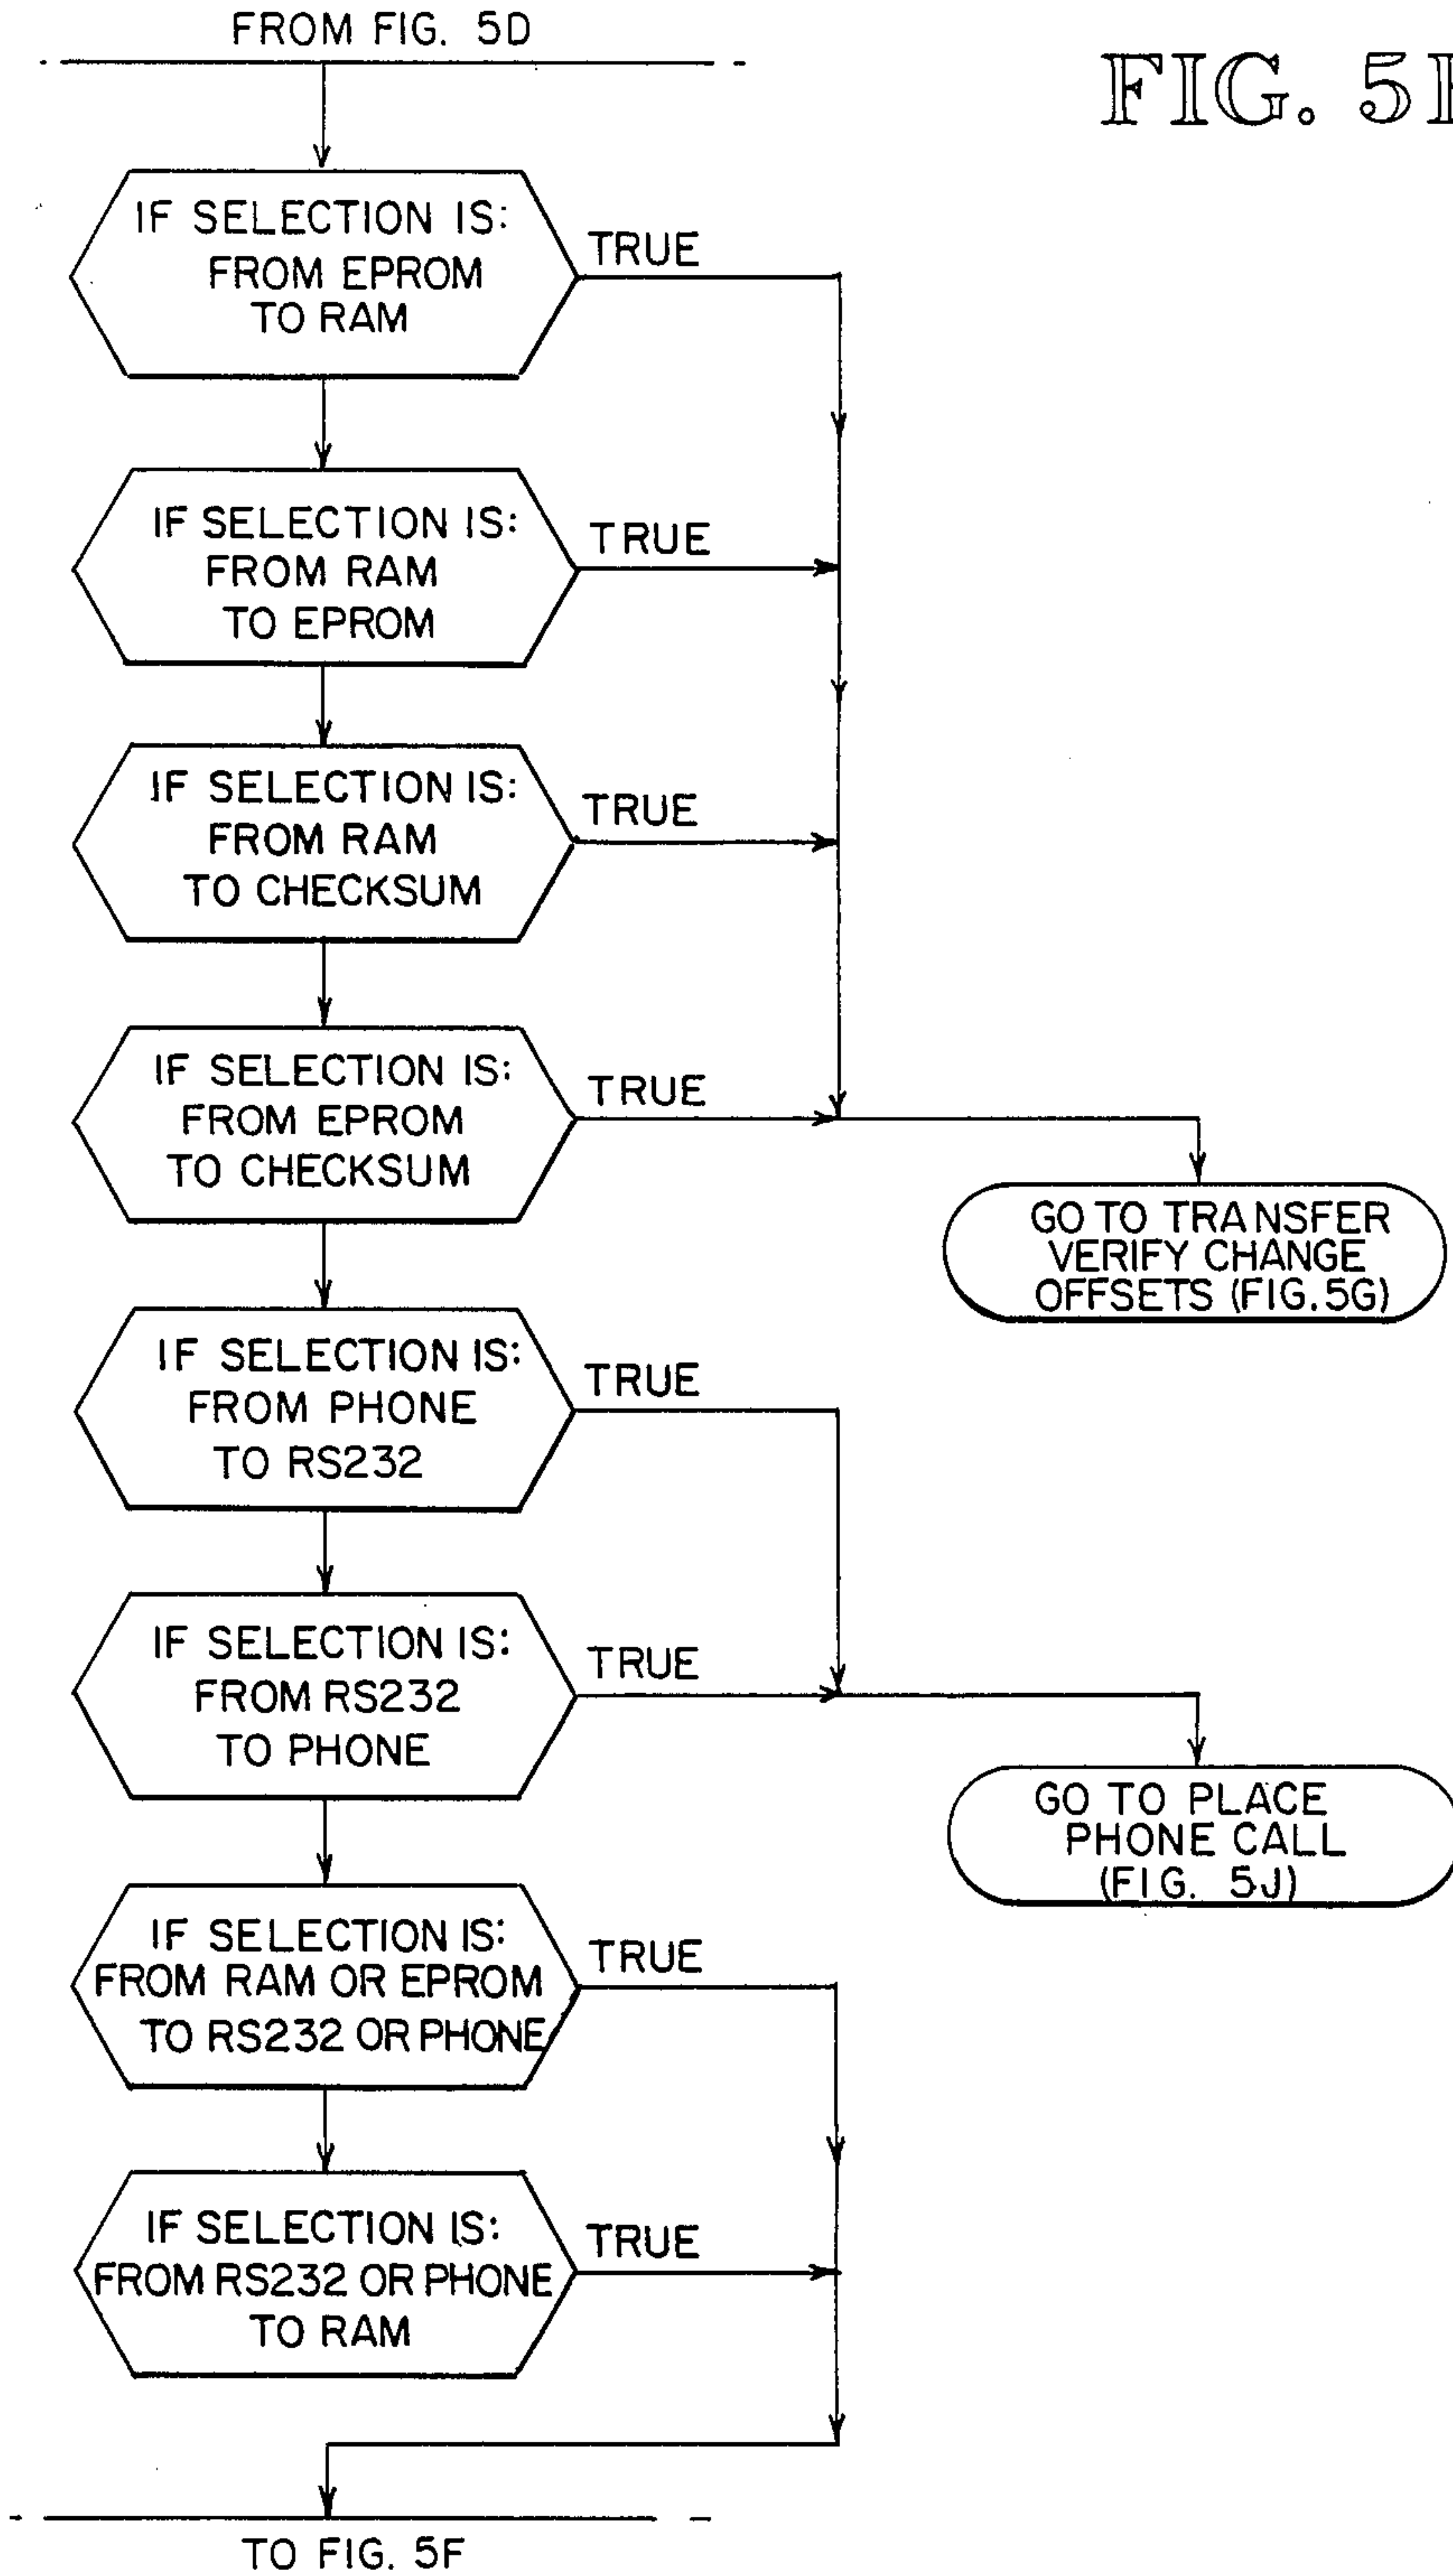 FROM FIG. 5D
FIG. 5
IF SELECTION IS:
FROM EPROM
TO RAM
TRUE
IF SELECTION IS:
FROM RAM
TO EPROM
TRUE
IF SELECTION IS:
FROM RAM
TO CHECKSUM
TRUE
IF SELECTION IS:
FROM EPROM
TO CHECKSUM
TRUE
GO TO TRANSFER
VERIFY CHANGE
OFFSETS (FIG. 5G)
IF SELECTION IS:
FROM PHONE
TO RS232
TRUE
IF SELECTION IS:
FROM RS232
TO PHONE
TRUE
GO TO PLACE
PHONE CALL
(FIG. 5J)
IF SELECTION IS:
FROM RAM OR EPROM
TO RS232 OR PHONE
TRUE
IF SELECTION IS:
FROM RS232 OR PHONE
TO RAM
TRUE
TO FIG. 5F